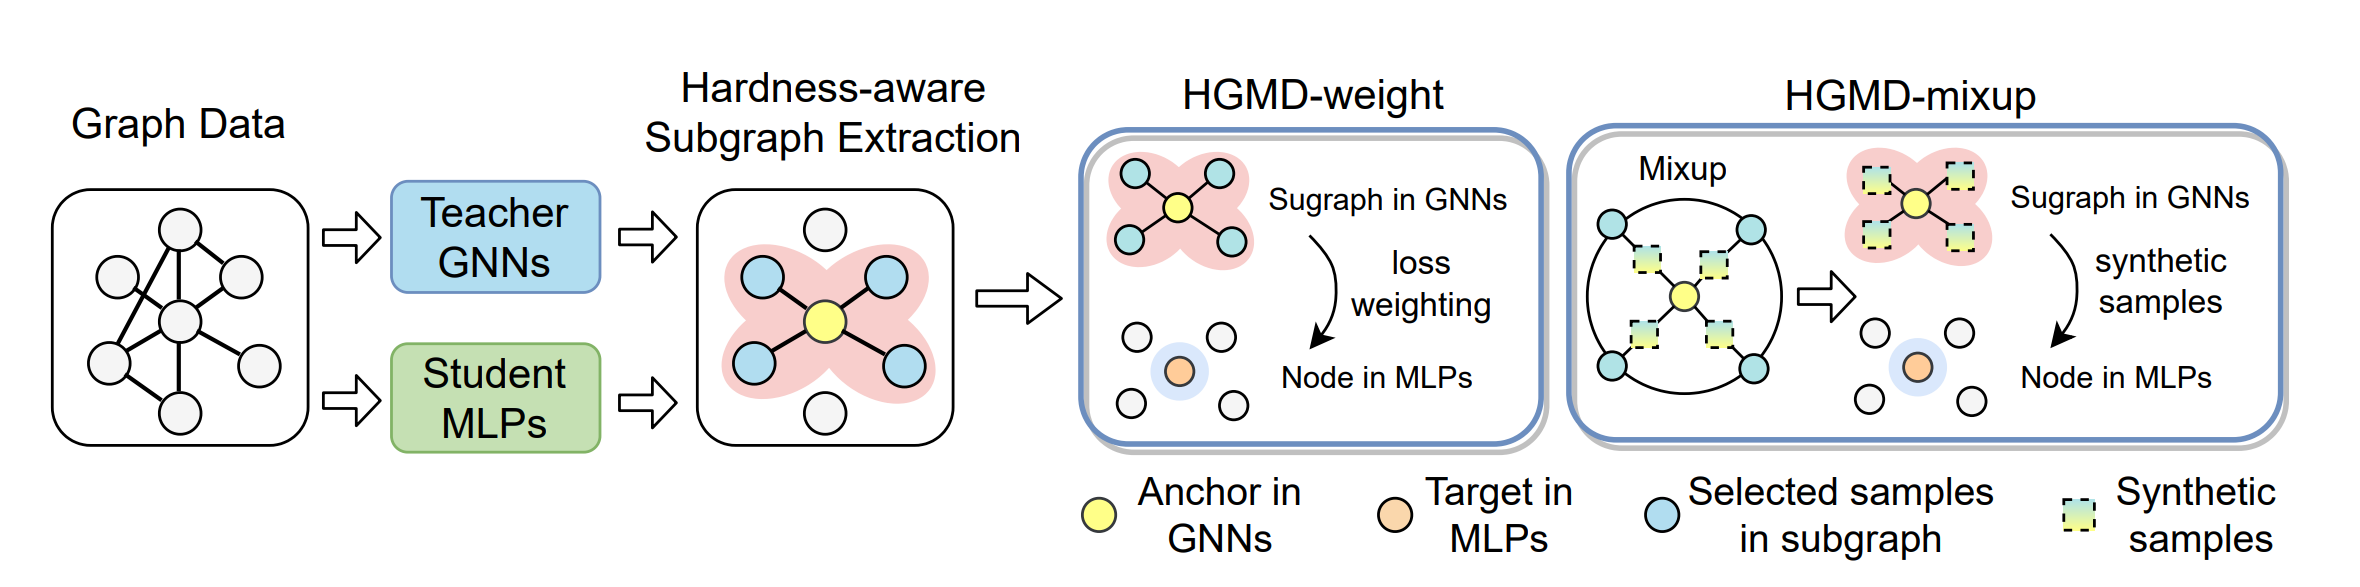 Graph Data
Teacher
GNNs
Student
MLPs
Hardness-aware
Subgraph Extraction
HGMD-weight
Sugraph in GNNs
loss
weighting
Node in MLPs
HGMD-mixup
Mixup
Sugraph in GNNs
synthetic
samples
Node in MLPs
Anchor in
GNNs
Target in
MLPs
Selected samples
in subgraph
Synthetic
samples